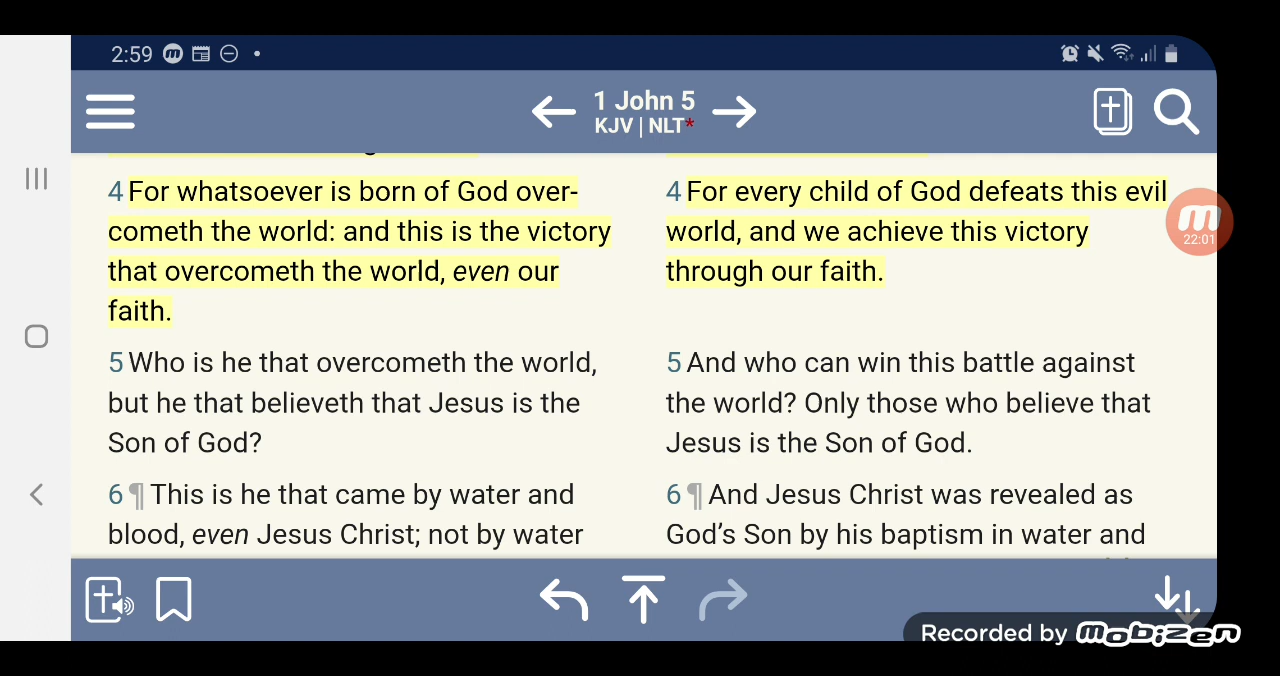 2:59
1 John 5
KJV | NLT*
4 For whatsoever is born of God over-
cometh the world: and this is the victory
that overcometh the world, even our
faith.
5 Who is he that overcometh the world,
but he that believeth that Jesus is the
Son of God?
6 ¶ This is he that came by water and
blood, even Jesus Christ; not by water
4 For every child of God defeats this evil
world, and we achieve this victory
through our faith.
5 And who can win this battle against
the world? Only those who believe that
Jesus is the Son of God.
6 ¶ And Jesus Christ was revealed as
God’s Son by his baptism in water and
22:01
Recorded by mobizen